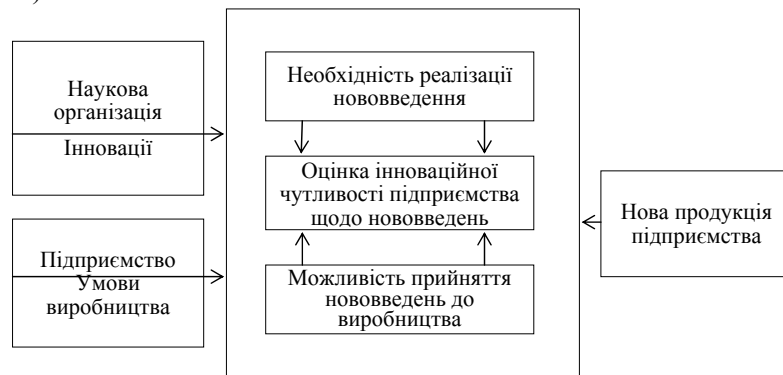 )
Наукова
організація
Інновації
Підприємство
Умови
виробництва
Необхідність реалізації
нововведення
Оцінка інноваційної
чутливості підприємства
щодо нововведень
Можливість прийняття
нововведень до
виробництва
Нова продукція
підприємства